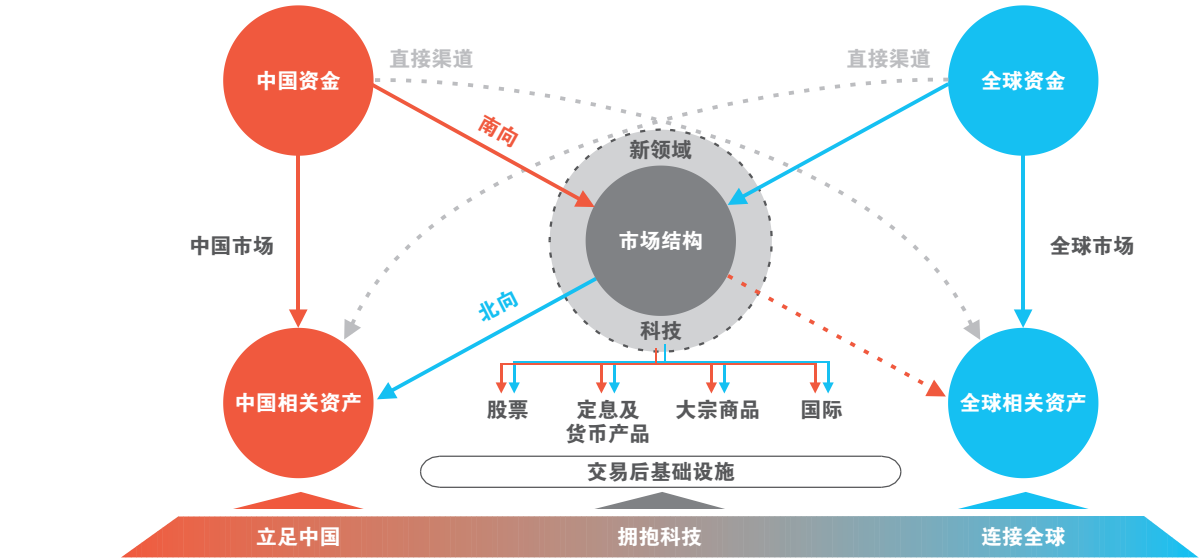 直接渠道
直接渠道
中国资金
全球资金
南向
新领域
市场结构
中国市场
全球市场
北向
科技
中国相关资产
全球相关资产
股票
定息及
货币产品
大宗商品
国际
交易后基础设施
立足中国
拥抱科技
连接全球